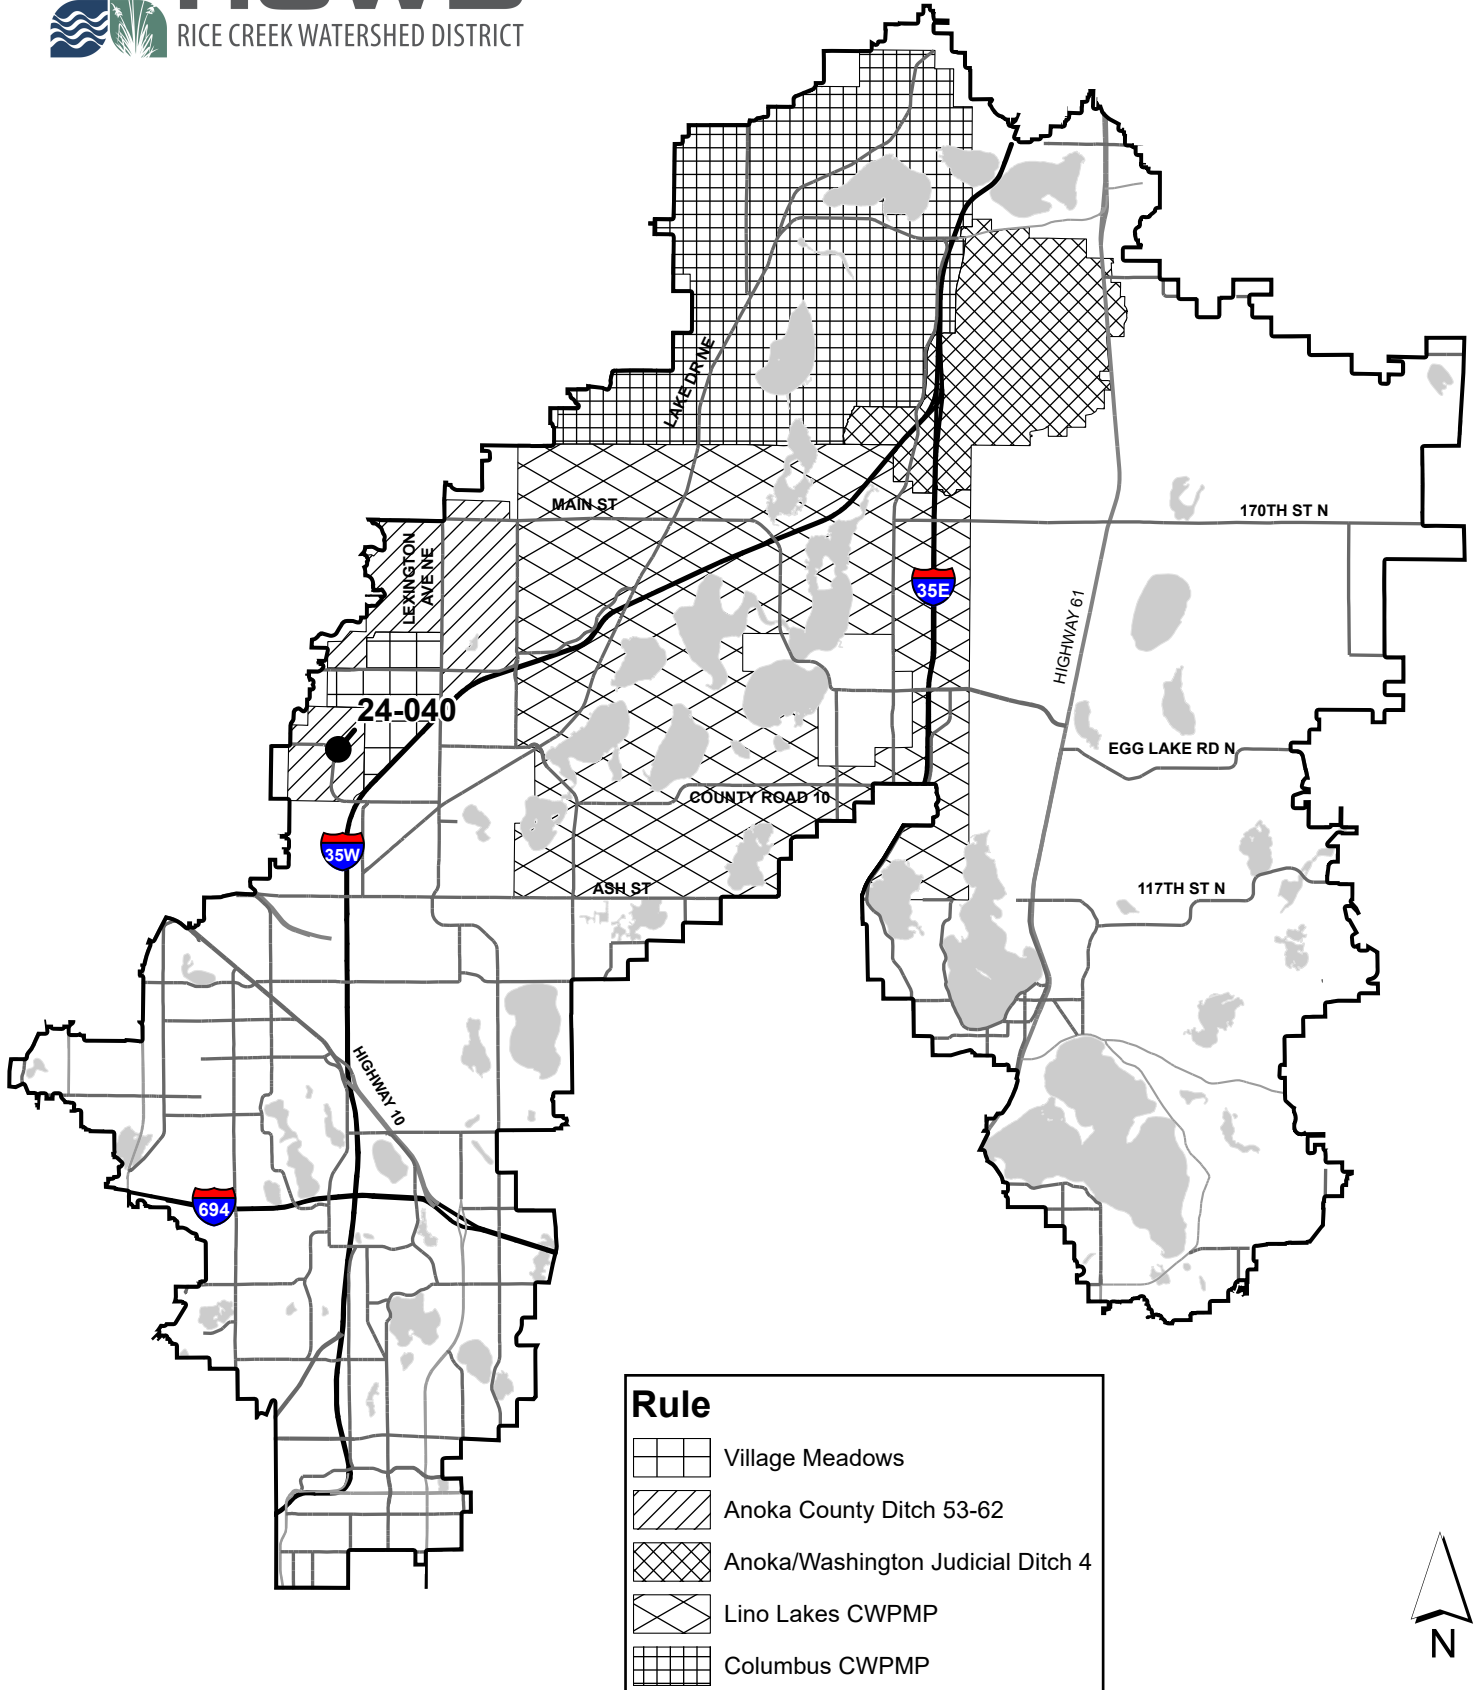 RICE CREEK WATERSHED DISTRICT
LAKE DR NE
MAIN ST
LEXINGTON
AVE NE
170TH ST N
35E
HIGHWAY 61
24-040
EGG LAKE RD N
COUNTY ROAD 10
35W
ASH ST
117TH ST N
HIGHWAY 10
694
Rule
Village Meadows
Anoka County Ditch 53-62
Anoka/Washington Judicial Ditch 4
Lino Lakes CWPMP
Columbus CWPMP
N